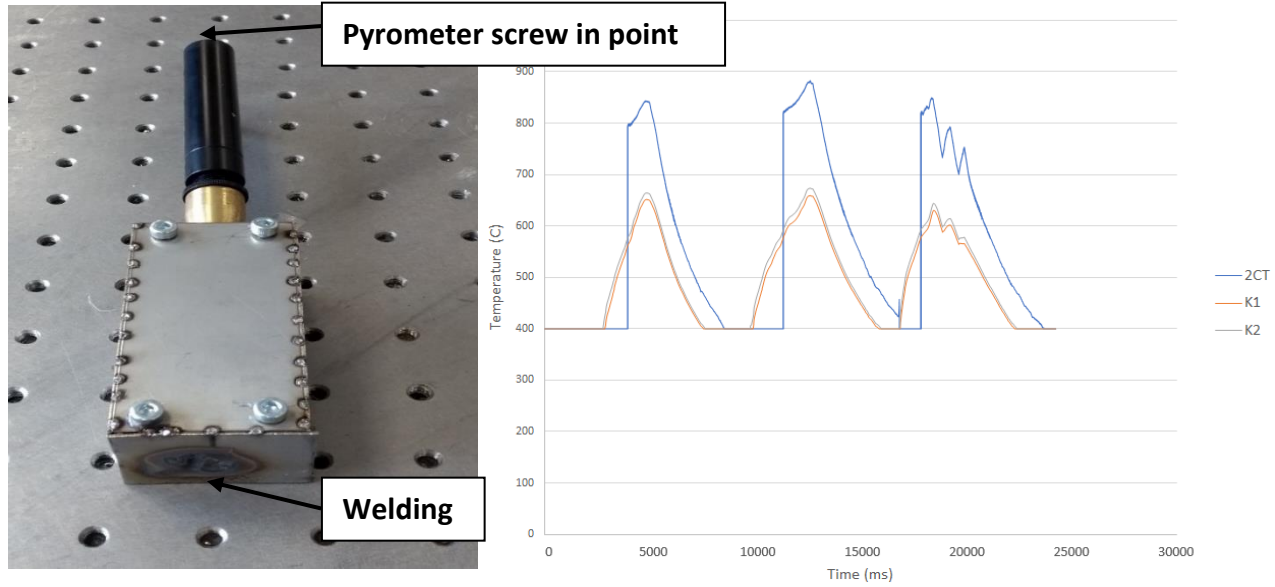 Pyrometer screw in point
Welding
900
800
700
600
500
400
300
200
100
0
Temperature (C)
0 5000 10000 15000 20000 25000 30000
Time (ms)
2CT
K1
K2